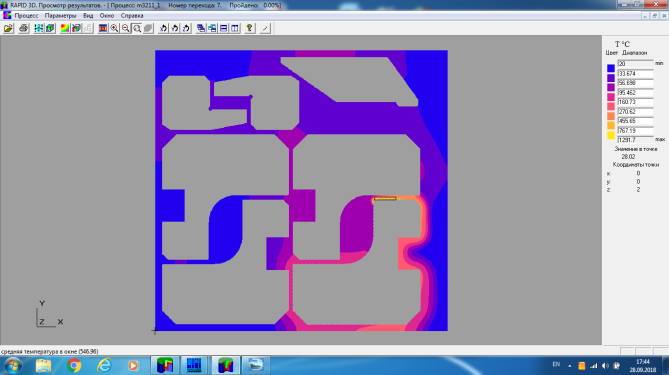 RAPID 3D. Просмотр результатов. - [ Процесс m3211_1 Номер перехода: 7. Пройдено: 0.00%]
Процесс Параметры Вид Окно Справка
T °C
Цвет Диапазон
20 min
33.674
56.698
95.462
160.73
270.62
455.65
767.19
1291.7 max
Значение в точке
28.02
Координаты точки
x: 0
y: 0
z: 2
Y
Z X
средняя температура в окне (546.96)
EN
17:44
28.09.2018